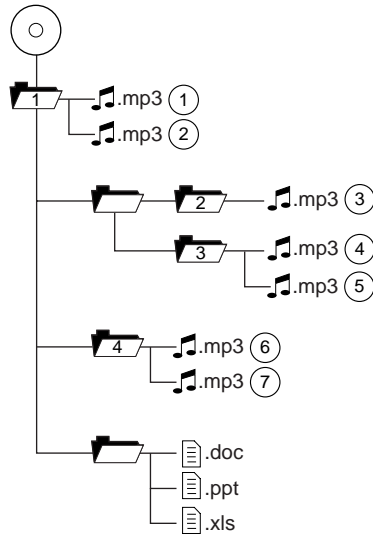 1 .mp3 1
.mp3 2
2 .mp3 3
3 .mp3 4
.mp3 5
4 .mp3 6
.mp3 7
.doc
.ppt
.xls